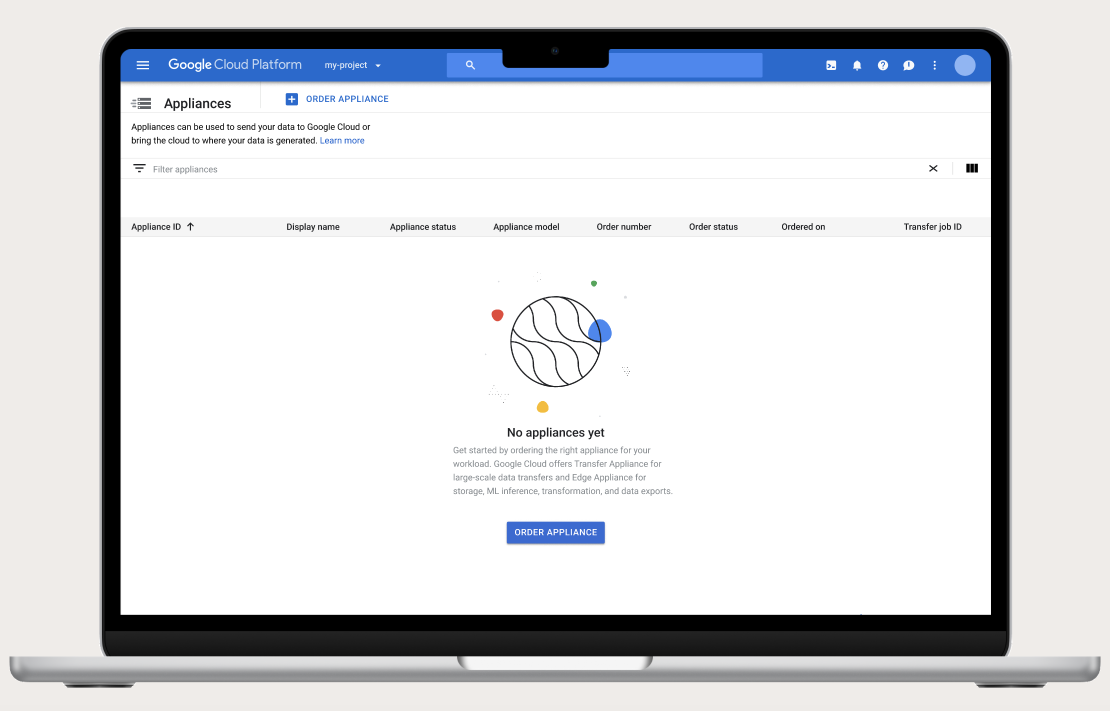 Google Cloud Platform my-project
Appliances
ORDER APPLIANCE
Appliances can be used to send your data to Google Cloud or
bring the cloud to where your data is generated. Learn more
Filter appliances
Appliance ID Display name Appliance status Appliance model Order number Order status Ordered on Transfer job ID
No appliances yet
Get started by ordering the right appliance for your
workload. Google Cloud offers Transfer Appliance for
large-scale data transfers and Edge Appliance for
storage, ML inference, transformation, and data exports.
ORDER APPLIANCE